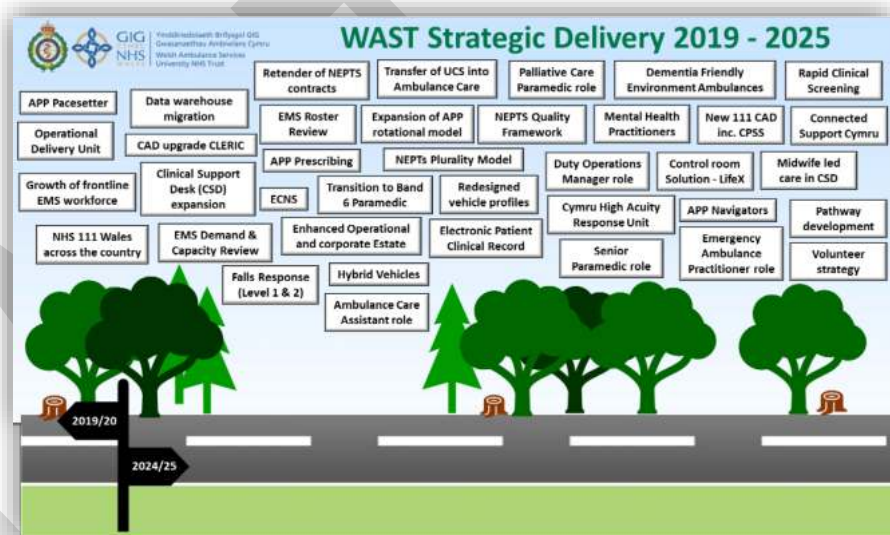 GIG
CYMRU
NHS
WALES
Ymddiriedolaeth Brifysgol GIG
Gwasanaethau Ambiwlans Cymru
Welsh Ambulance Services
University NHS Trust
WAST Strategic Delivery 2019 - 2025
APP Pacesetter
Data warehouse
migration
Retender of NEPTS
contracts
Transfer of UCS into
Ambulance Care
Palliative Care
Paramedic role
Dementia Friendly
Environment Ambulances
Rapid Clinical
Screening
Operational
Delivery Unit
CAD upgrade CLERIC
EMS Roster
Review
Expansion of APP
rotational model
NEPTS Quality
Framework
Mental Health
Practitioners
New 111 CAD
inc. CPSS
Connected
Support Cymru
APP Prescribing
NEPTs Plurality Model
Duty Operations
Manager role
Control room
Solution - LifeX
Midwife led
care in CSD
Growth of frontline
EMS workforce
Clinical Support
Desk (CSD)
expansion
ECNS
Transition to Band
6 Paramedic
Redesigned
vehicle profiles
Cymru High Acuity
Response Unit
APP Navigators
Pathway
development
NHS 111 Wales
across the country
EMS Demand &
Capacity Review
Enhanced Operational
and corporate Estate
Electronic Patient
Clinical Record
Senior
Paramedic role
Emergency
Ambulance
Practitioner role
Volunteer
strategy
Falls Response
(Level 1 & 2)
Hybrid Vehicles
Ambulance Care
Assistant role
2019/20
2024/25